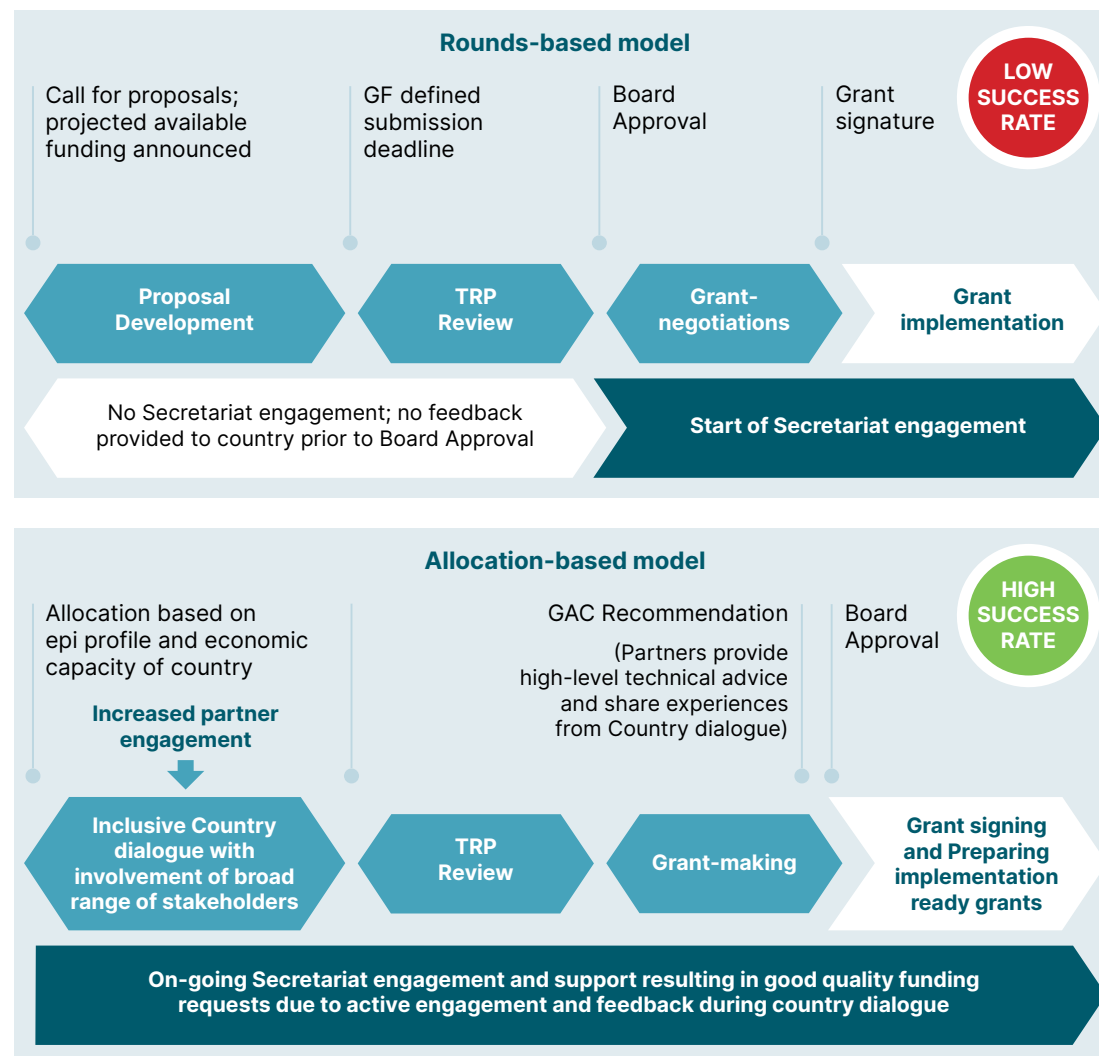 Rounds-based model
LOW
SUCCESS
RATE
Call for proposals;
projected available
funding announced
GF defined
submission
deadline
Board
Approval
Grant
signature
Proposal
Development
TRP
Review
Grant-
negotiations
Grant
implementation
No Secretariat engagement; no feedback
provided to country prior to Board Approval
Start of Secretariat engagement
Allocation-based model
HIGH
SUCCESS
RATE
Allocation based on
epi profile and economic
capacity of country
Increased partner
engagement
GAC Recommendation
(Partners provide
high-level technical advice
and share experiences
from Country dialogue)
Board
Approval
Inclusive Country
dialogue with
involvement of broad
range of stakeholders
TRP
Review
Grant-making
Grant signing
and Preparing
implementation
ready grants
On-going Secretariat engagement and support resulting in good quality funding
requests due to active engagement and feedback during country dialogue